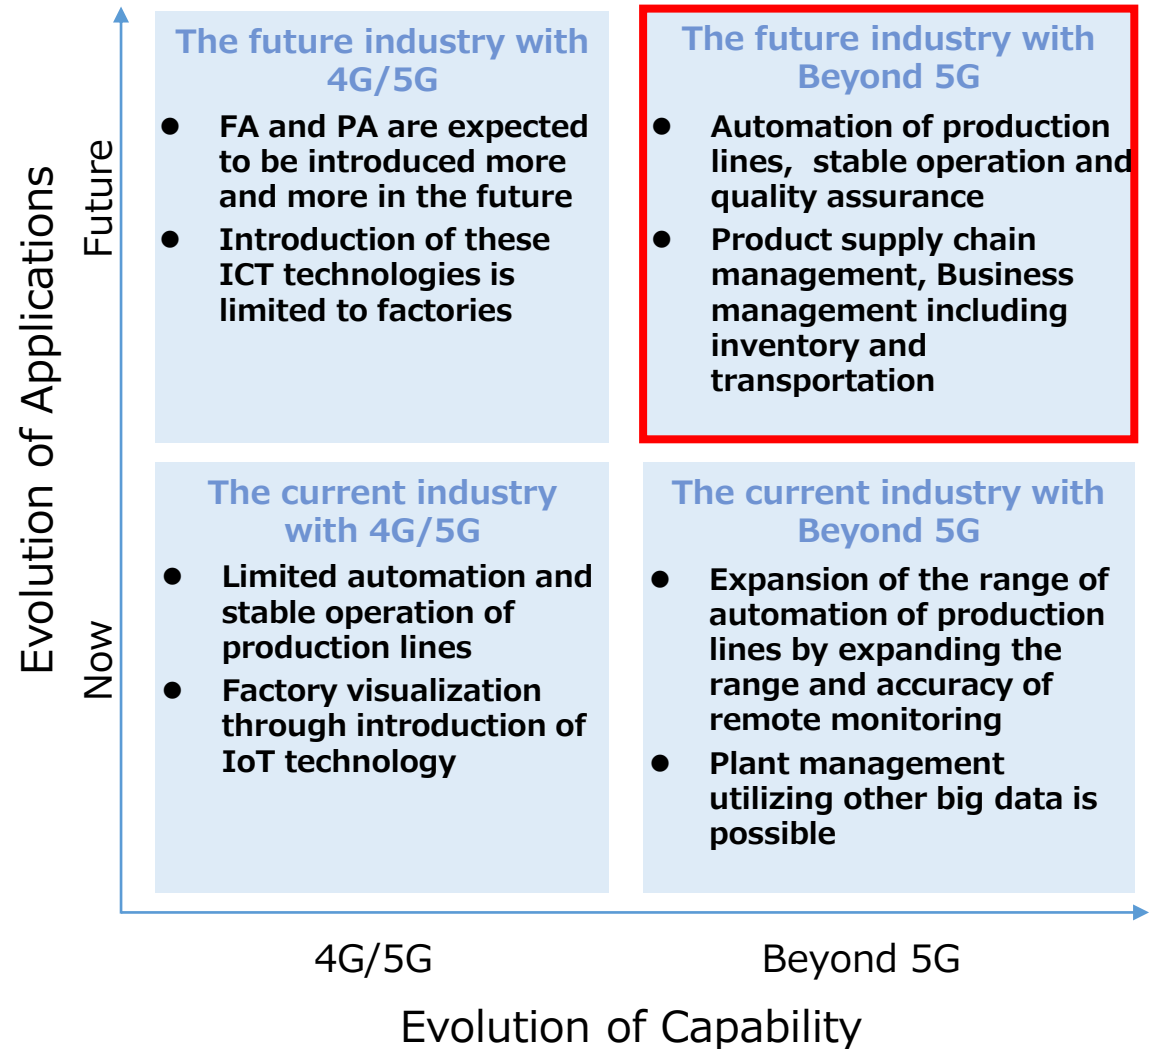 Evolution of Applications
Future
Now
The future industry with
4G/5G
● FA and PA are expected
to be introduced more
and more in the future
● Introduction of these
ICT technologies is
limited to factories
The future industry with
Beyond 5G
● Automation of production
lines,  stable operation and
quality assurance
● Product supply chain
management, Business
management including
inventory and
transportation
The current industry
with 4G/5G
● Limited automation and
stable operation of
production lines
● Factory visualization
through introduction of
IoT technology
The current industry with
Beyond 5G
● Expansion of the range of
automation of production
lines by expanding the
range and accuracy of
remote monitoring
● Plant management
utilizing other big data is
possible
4G/5G
Beyond 5G
Evolution of Capability